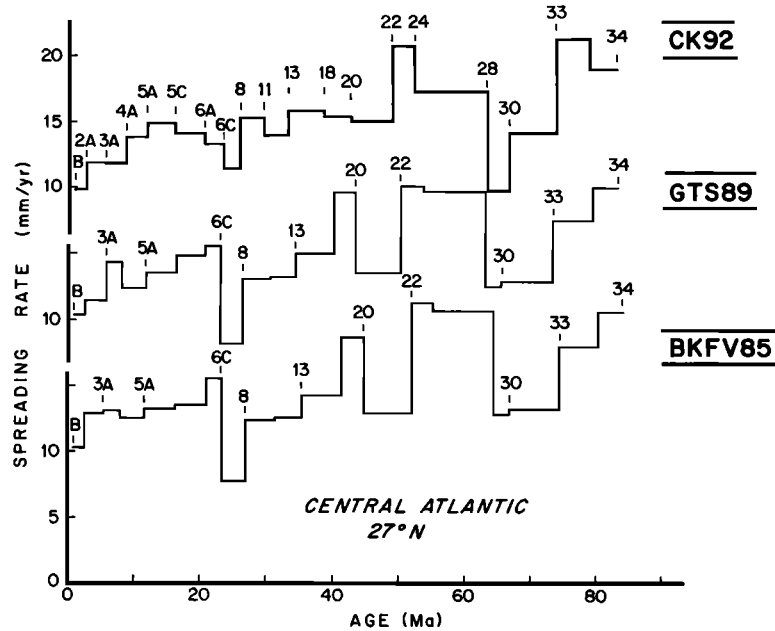 33
22 24
34
CK92
20
28
13
18
20
8
11
5A 5C
6A
6C
4A
2A 3A
B
30
15
10
SPREADING RATE (mm/yr)
34
GTS89
33
22
20
30
13
8
6C
3A
5A
B
10
34
BKFV85
33
22
20
30
13
8
6C
3A
5A
B
10
CENTRAL ATLANTIC
27°N
5
0
0 20 40 60 80
AGE (Ma)